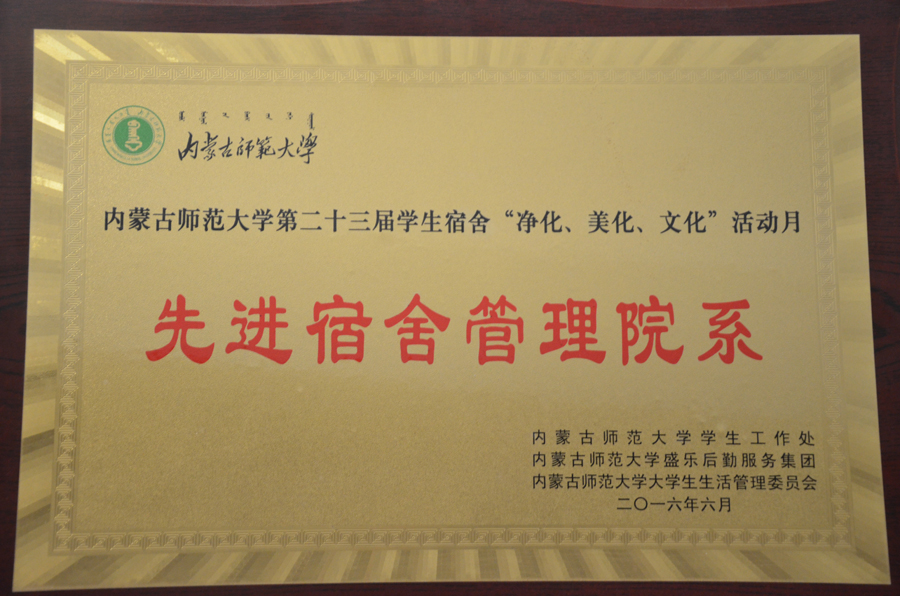 内蒙古师範大学
内蒙古师范大学第二十三届学生宿舍“净化、美化、文化”活动月
先进宿舍管理院系
内蒙古师范大学学生工作处
内蒙古师范大学盛乐后勤服务集团
内蒙古师范大学大学生生活管理委员会
二〇一六年六月